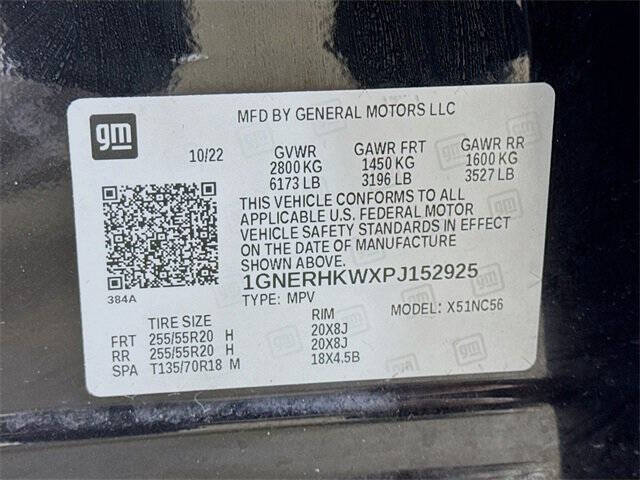 gm
MFD BY GENERAL MOTORS LLC
10/22 GVWR GAWR FRT GAWR RR
2800 KG 1450 KG 1600 KG
6173 LB 3196 LB 3527 LB
THIS VEHICLE CONFORMS TO ALL
APPLICABLE U.S. FEDERAL MOTOR
VEHICLE SAFETY STANDARDS IN EFFECT
ON THE DATE OF MANUFACTURE
SHOWN ABOVE.
1GNERHKWXPJ152925
384A
TYPE: MPV MODEL: X51NC56
TIRE SIZE RIM
FRT 255/55R20 H 20X8J
RR 255/55R20 H 20X8J
SPA T135/70R18 M 18X4.5B